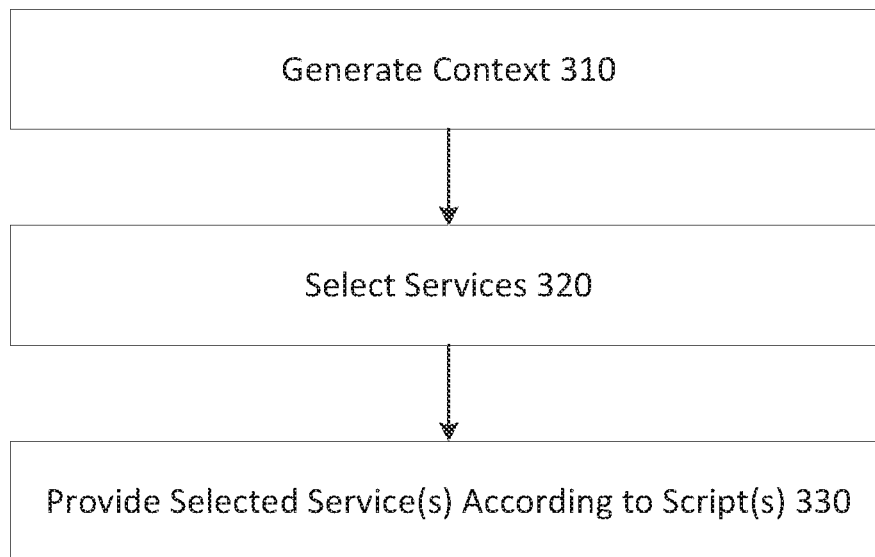 Generate Context 310
Select Services 320
Provide Selected Service(s) According to Script(s) 330